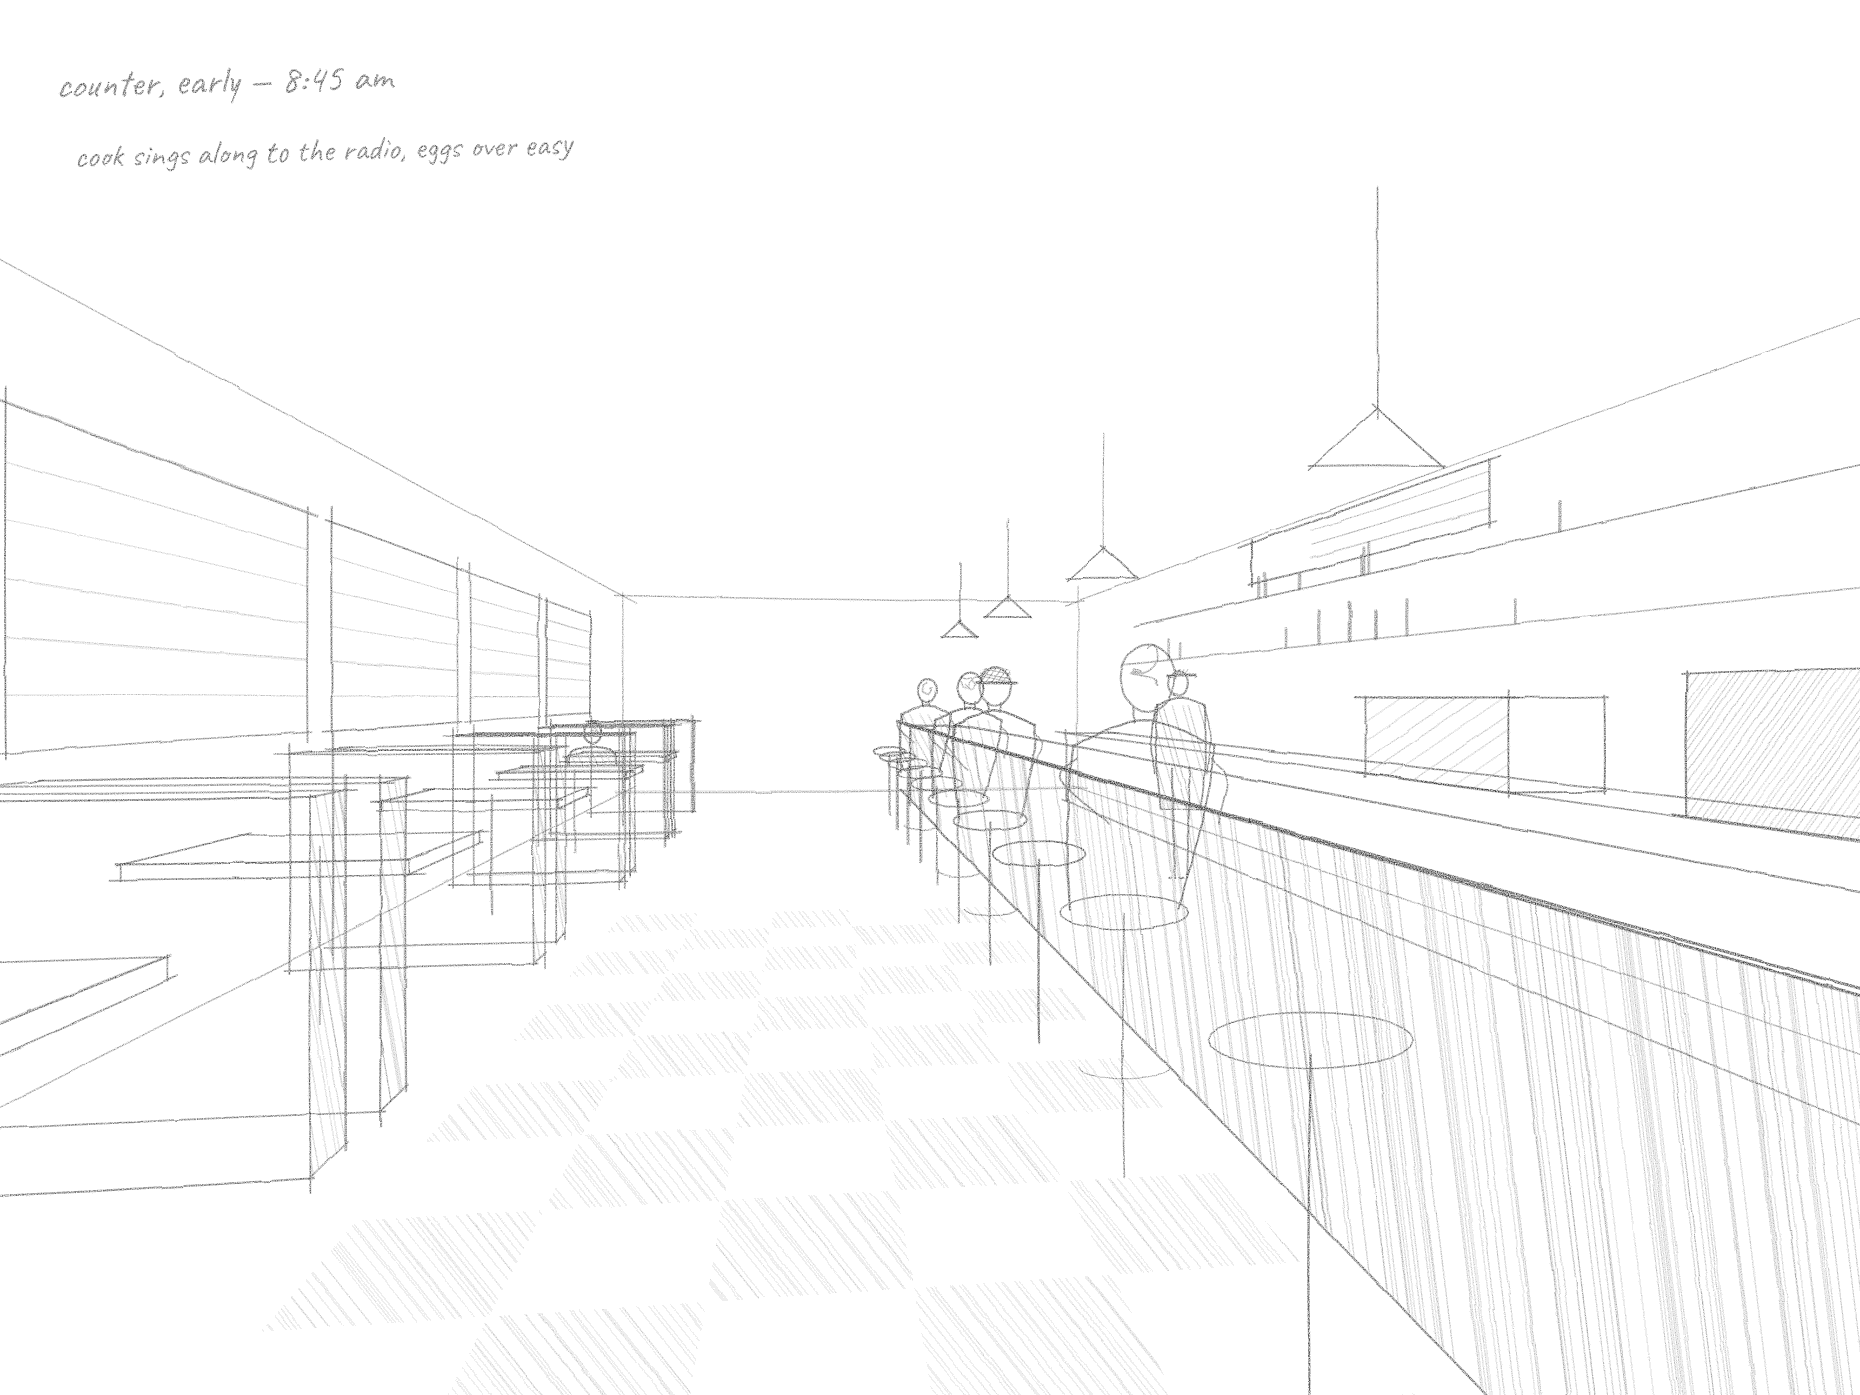 counter, early — 8:45 am
cook sings along to the radio, eggs over easy